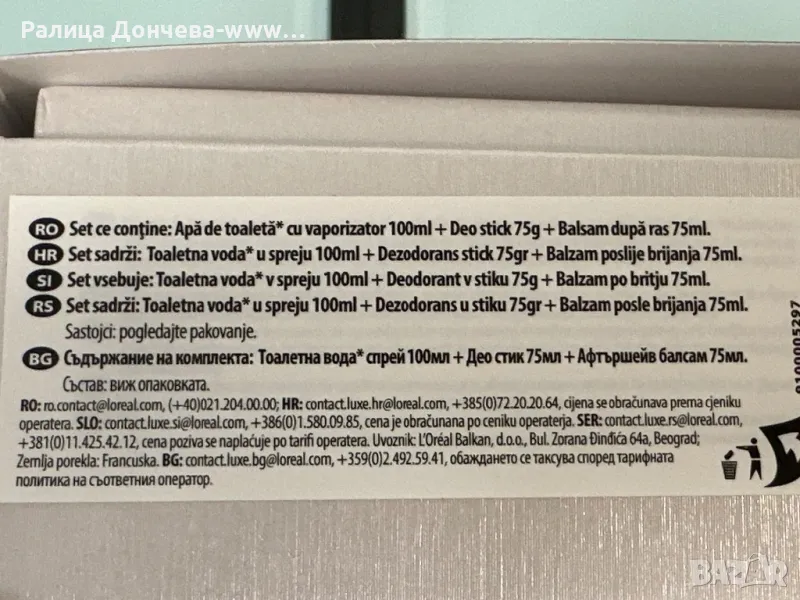 Ралица Дончева-www...
RO Set ce conține: Apă de toaletă* cu vaporizator 100ml + Deo stick 75g + Balsam după ras 75ml.
HR Set sadrži: Toaletna voda* u spreju 100ml + Dezodorans stick 75gr + Balzam poslije brijanja 75ml.
SI Set vsebuje: Toaletna voda* v spreju 100ml + Deodorant v stiku 75g + Balzam po britju 75ml.
RS Set sadrži: Toaletna voda* u spreju 100ml + Dezodorans u stiku 75gr + Balzam posle brijanja 75ml.
Sastojci: pogledajte pakovanje.
BG Съдържание на комплекта: Тоалетна вода* спрей 100мл + Део стик 75мл + Афтършейв балсам 75мл.
Състав: виж опаковката.
RO: ro.contact@loreal.com, (+40)021.204.00.00; HR: contact.luxe.hr@loreal.com, +385(0)72.20.20.64, cijena se obračunava prema cjeniku
operatera. SLO: contact.luxe.si@loreal.com, +386(0)1.580.09.85, cena je obračunana po ceniku operaterja. SER: contact.luxe.rs@loreal.com,
+381(0)11.425.42.12, cena poziva se naplaćuje po tarifi operatera. Uvoznik: L'Oréal Balkan, d.o.o., Bul. Zorana Đinđića 64a, Beograd;
Zemlja porekla: Francuska. BG: contact.luxe.bg@loreal.com, +359(0)2.492.59.41, обаждането се таксува според тарифната
политика на съответния оператор.
9100005297
BAZAR